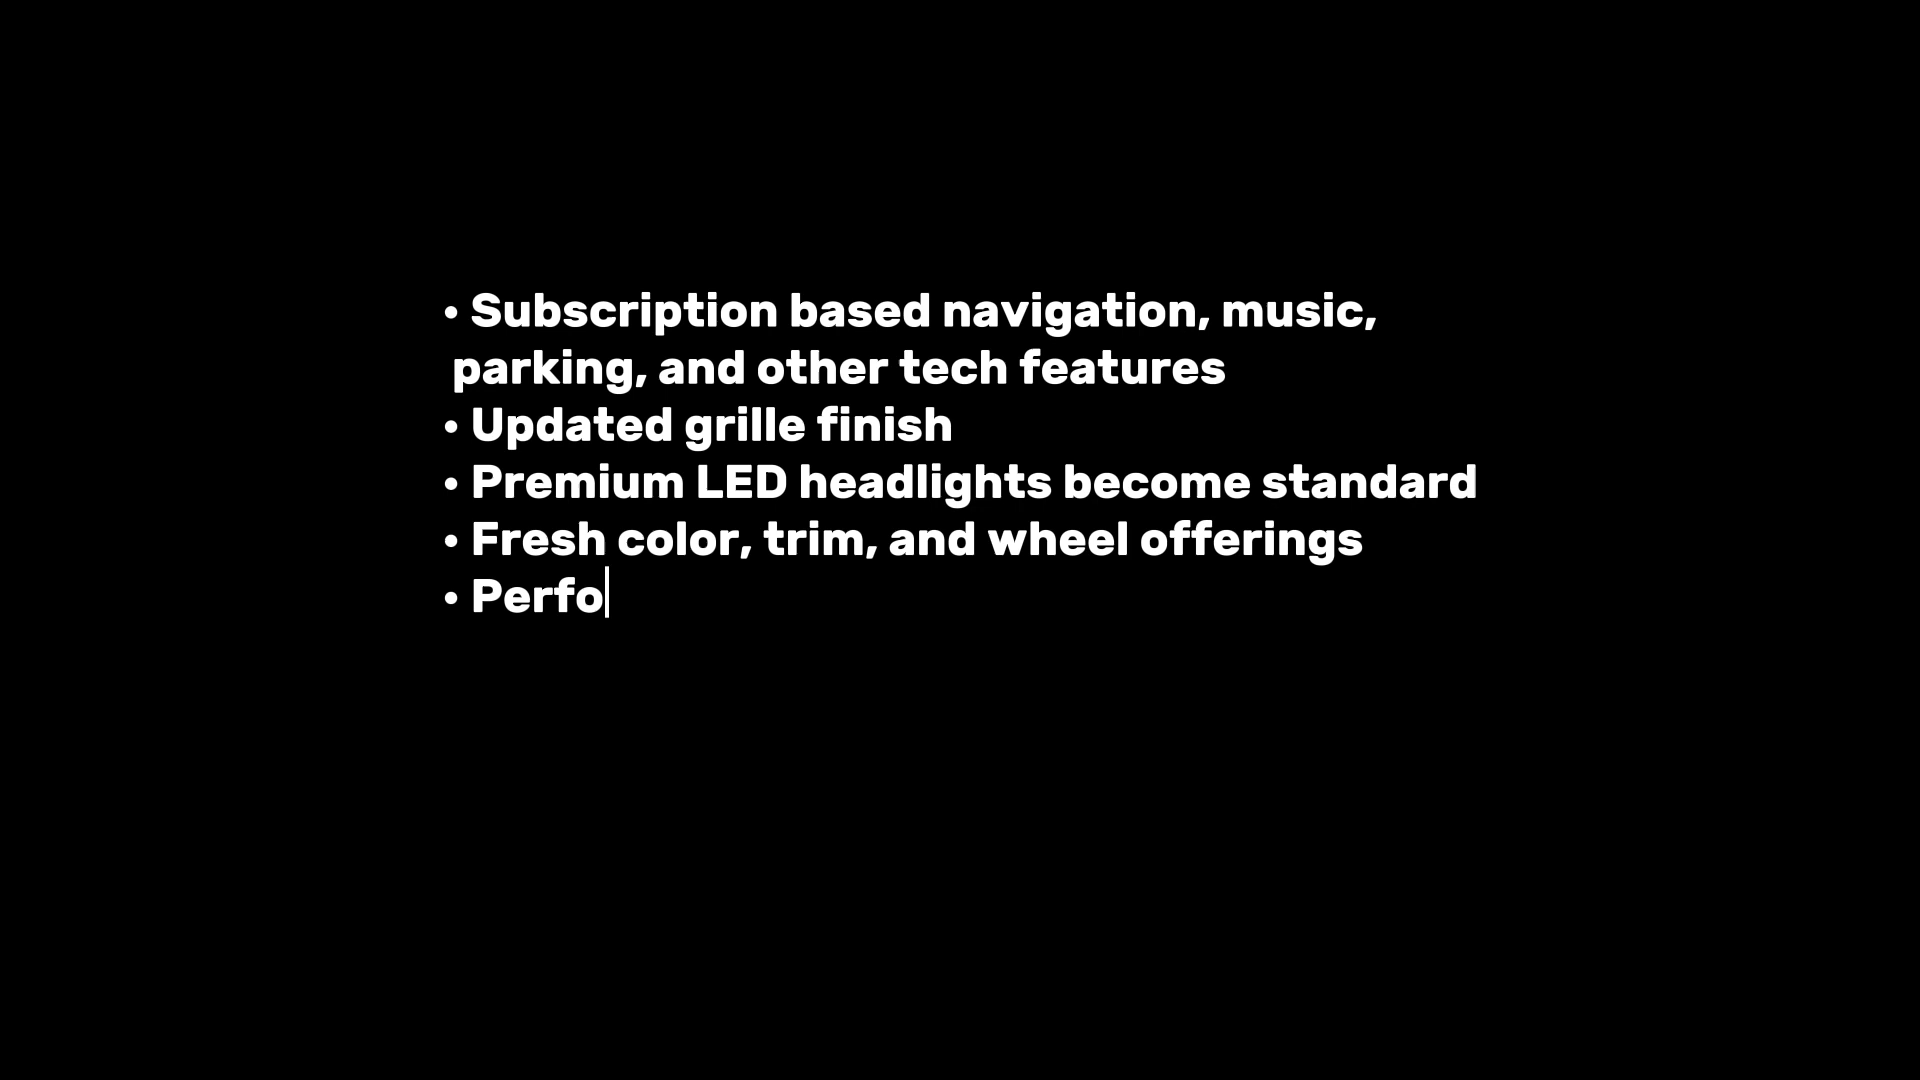 • Subscription based navigation, music,
parking, and other tech features
• Updated grille finish
• Premium LED headlights become standard
• Fresh color, trim, and wheel offerings
• Perfo